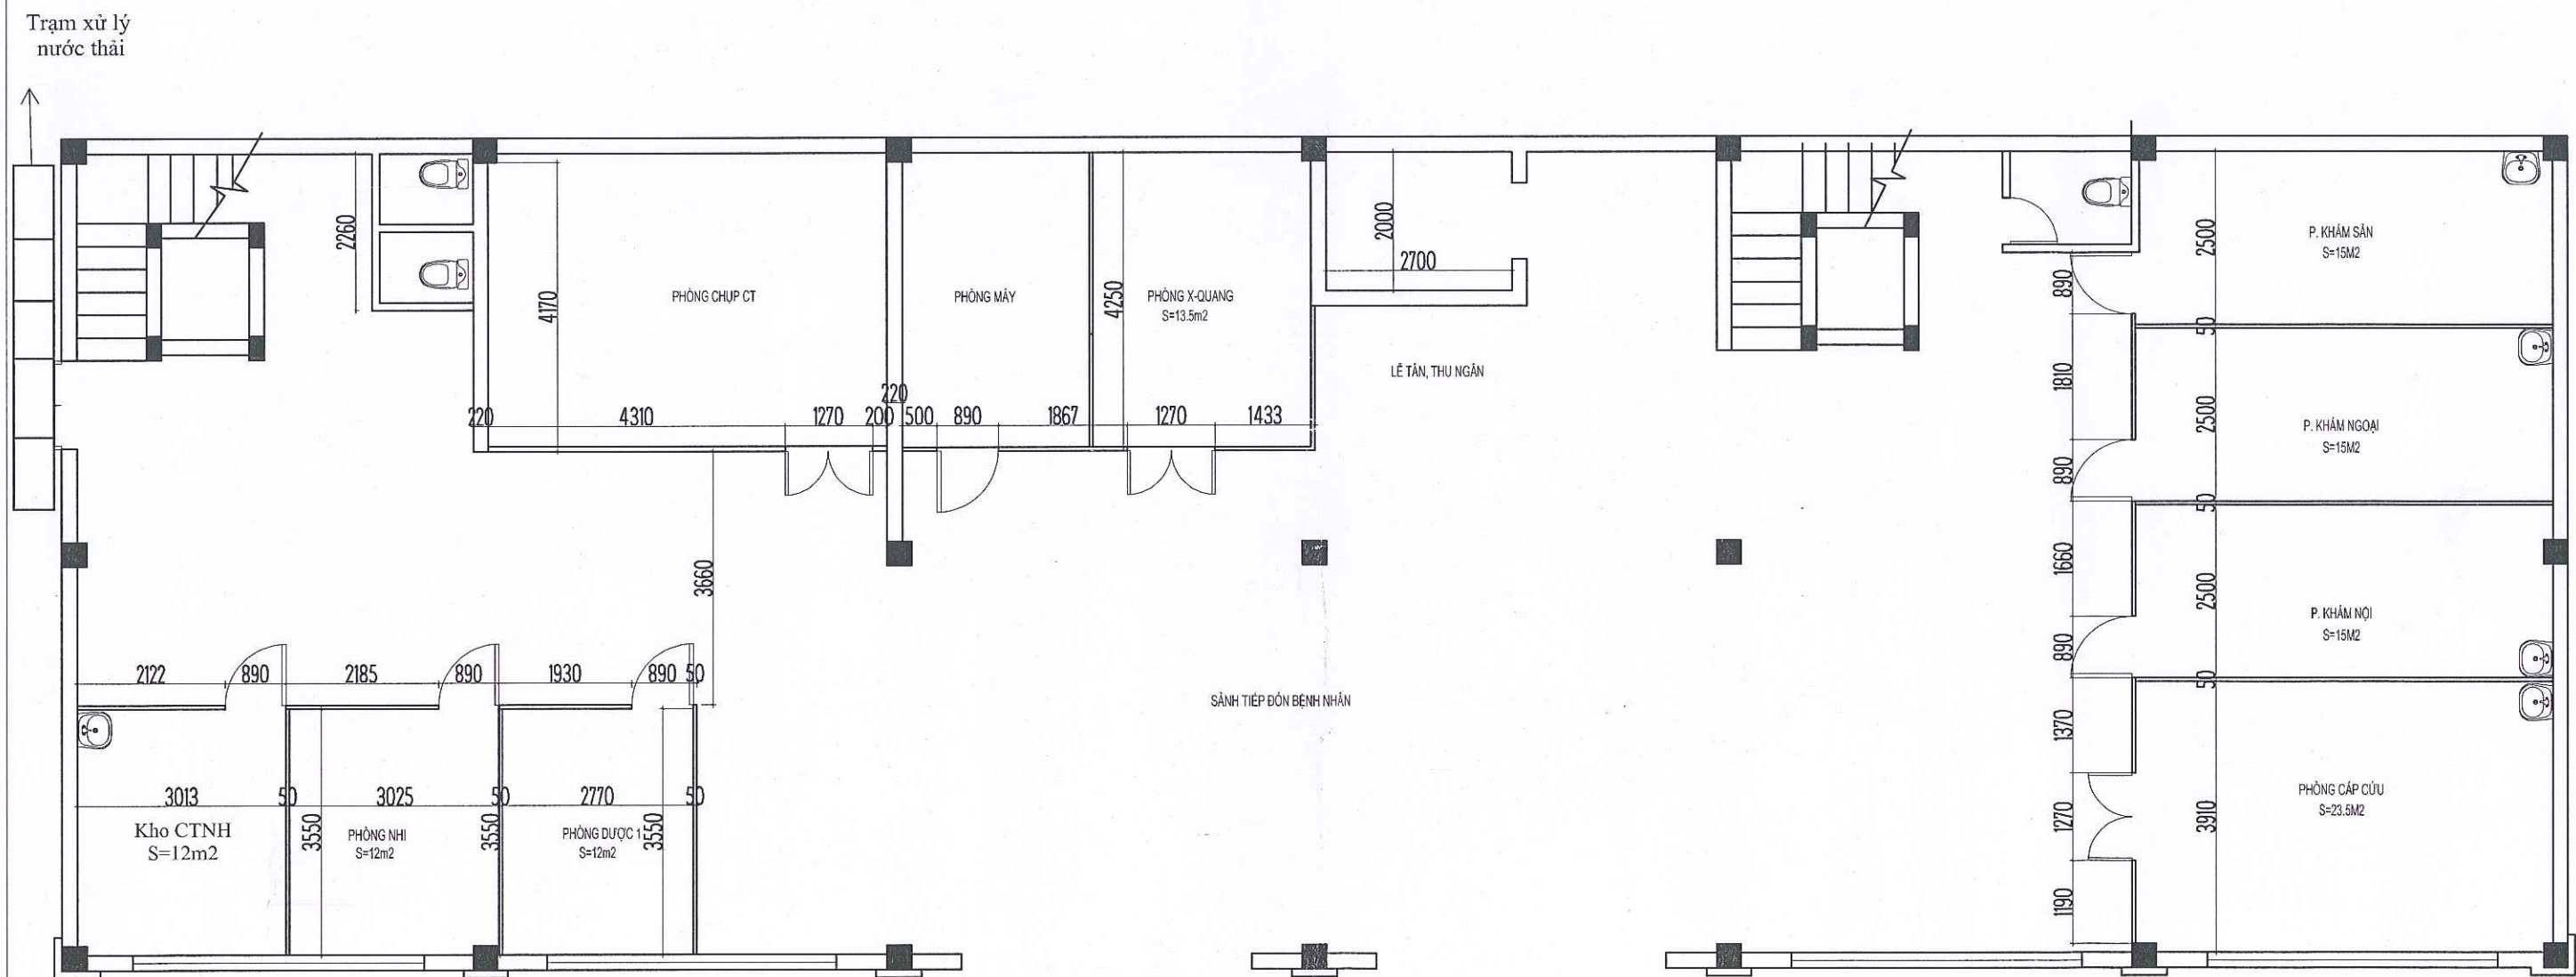 Trạm xử lý
nước thải
2260
4170
PHÒNG CHỤP CT
PHÒNG MÁY
4250
PHÒNG X-QUANG
S=13.5m2
2000
2700
LỄ TÂN, THU NGÂN
220
4310
1270
200
220
500
890
1867
1270
1433
3660
2122
890
2185
890
1930
890
50
3013
50
3025
50
2770
50
Kho CTNH
S=12m2
3550
PHÒNG NHI
S=12m2
3550
PHÒNG DƯỢC 1
S=12m2
3550
SẢNH TIẾP ĐÓN BỆNH NHÂN
890
1810
890
1660
890
1370
1270
1190
2500
50
2500
50
2500
50
3910
P. KHÁM SẢN
S=15M2
P. KHÁM NGOẠI
S=15M2
P. KHÁM NỘI
S=15M2
PHÒNG CẤP CỨU
S=23.5M2